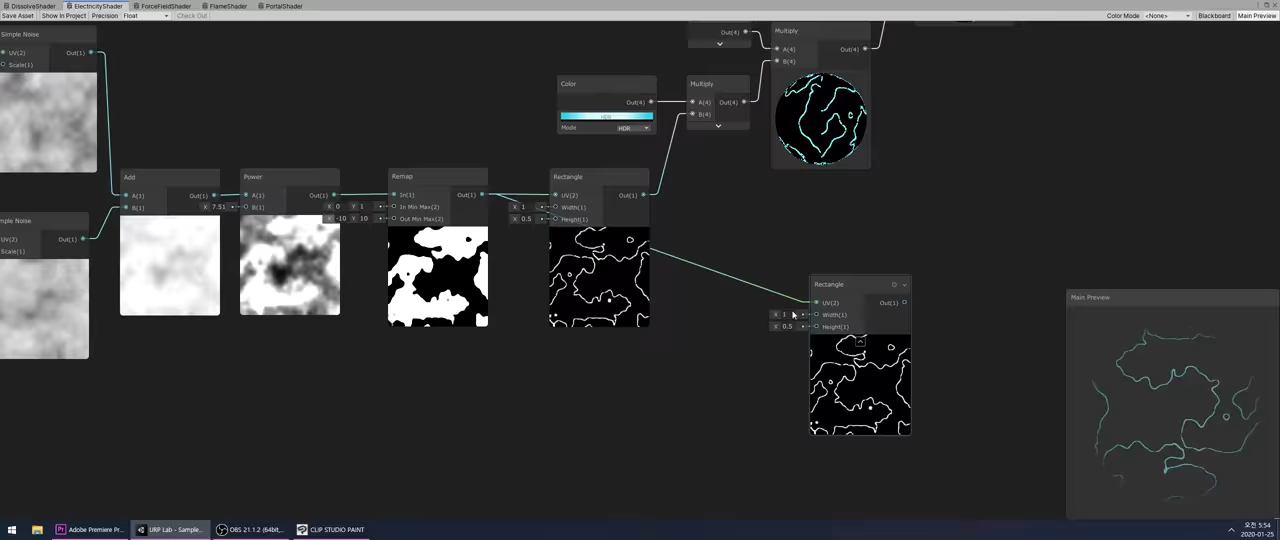 DissolveShader ElectricityShader ForceFieldShader FlameShader PortalShader
Save Asset Show In Project Precision Float Check Out Color Mode <None> Blackboard Main Preview
Simple Noise
UV(2) Out(1)
Scale(1)
Out(4)
Multiply
A(4) Out(4)
B(4)
Color
Out(4)
HDR
Mode HDR
Multiply
A(4) Out(4)
B(4)
Add
A(1) Out(1)
B(1)
Power
A(1) Out(1)
X 7.51 B(1)
Remap
In(1) Out(1)
X 0 Y 1 In Min Max(2)
X -10 Y 10 Out Min Max(2)
Rectangle
UV(2) Out(1)
X 1 Width(1)
X 0.5 Height(1)
mple Noise
UV(2) Out(1)
Scale(1)
Rectangle
UV(2) Out(1)
X 1 Width(1)
X 0.5 Height(1)
Main Preview
Adobe Premiere Pr... URP Lab - Sample... OBS 21.1.2 (64bit,... CLIP STUDIO PAINT
오전 5:54
2020-01-25